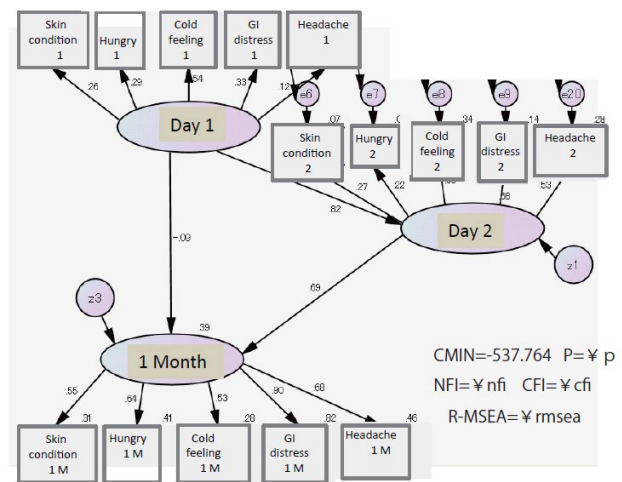 Skin
condition
1
Hungry
1
Cold
feeling
1
GI
distress
1
Headache
1
.26
.29
.54
.33
.12
e6
e7
e8
e9
e20
Day 1
.07
.34
.14
.28
Skin
condition
2
Hungry
2
Cold
feeling
2
GI
distress
2
Headache
2
.27
.22
.53
.82
Day 2
z1
-.09
.69
z3
.39
1 Month
CMIN=-537.764 P=¥ p
NFI=¥ nfi CFI=¥ cfi
R-MSEA=¥ rmsea
.55
.64
.53
.90
.68
.31
.41
.28
.82
.46
Skin
condition
1 M
Hungry
1 M
Cold
feeling
1 M
GI
distress
1 M
Headache
1 M